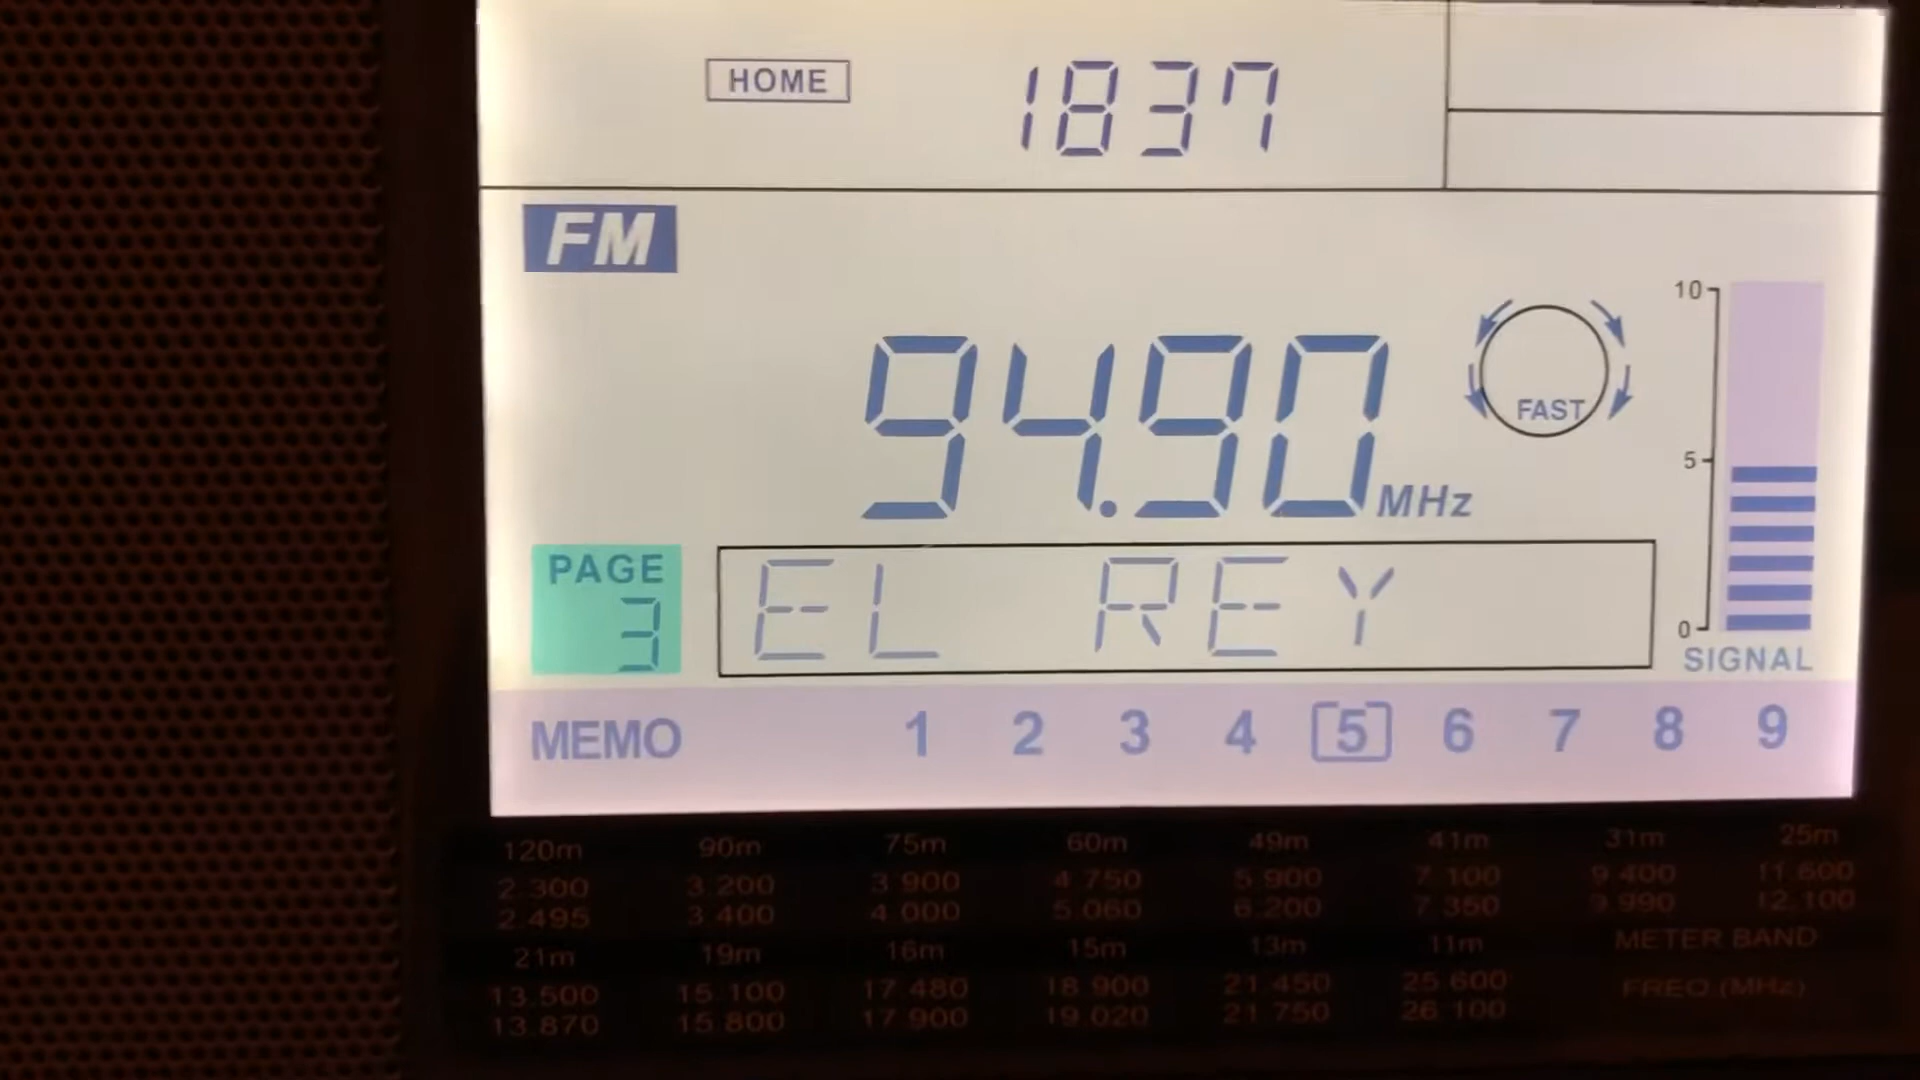 HOME 1837
FM
94.90 MHz
FAST
10
5
0
SIGNAL
PAGE
3
EL REY
MEMO 1 2 3 4 5 6 7 8 9
120m 90m 75m 60m 49m 41m 31m 25m
2.300 3.200 3.900 4.750 5.900 7.100 9.400 11.600
2.495 3.400 4.000 5.060 6.200 7.350 9.990 12.100
21m 19m 16m 15m 13m 11m METER BAND
13.500 15.100 17.480 18.900 21.450 25.600 FREQ (MHz)
13.870 15.800 17.900 19.020 21.750 26.100